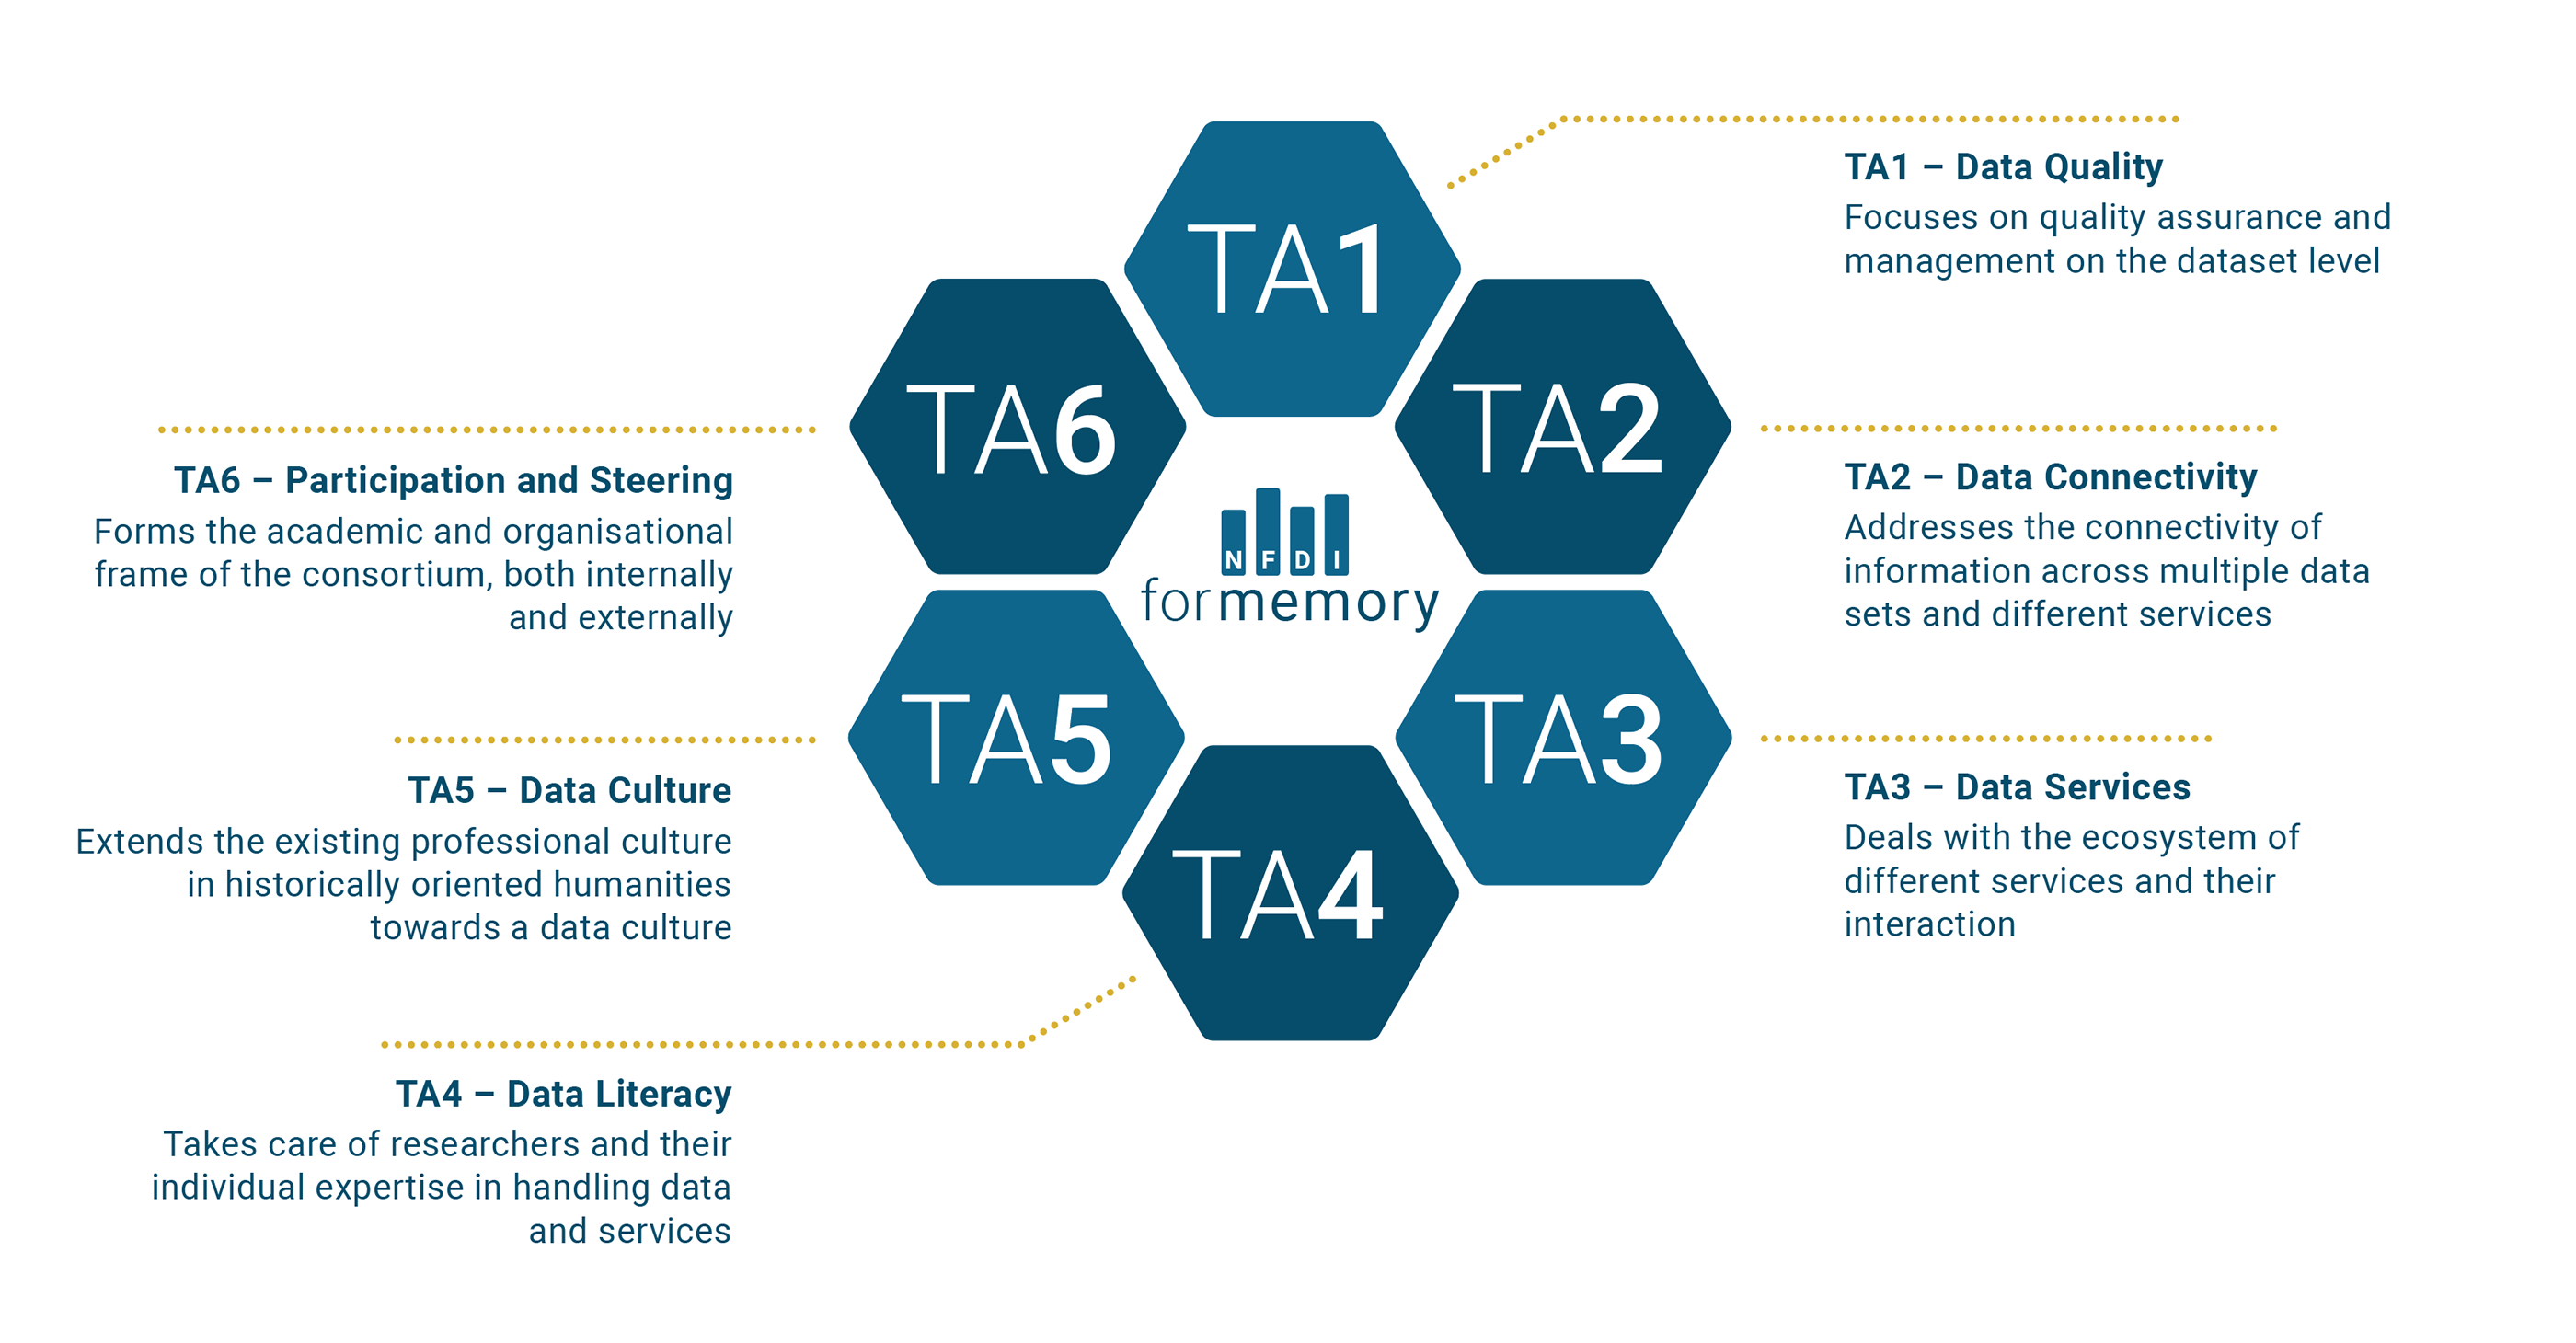 TA1
TA2
TA3
TA4
TA5
TA6
NFDI
formemory
TA1 – Data Quality
Focuses on quality assurance and
management on the dataset level
TA2 – Data Connectivity
Addresses the connectivity of
information across multiple data
sets and different services
TA3 – Data Services
Deals with the ecosystem of
different services and their
interaction
TA4 – Data Literacy
Takes care of researchers and their
individual expertise in handling data
and services
TA5 – Data Culture
Extends the existing professional culture
in historically oriented humanities
towards a data culture
TA6 – Participation and Steering
Forms the academic and organisational
frame of the consortium, both internally
and externally